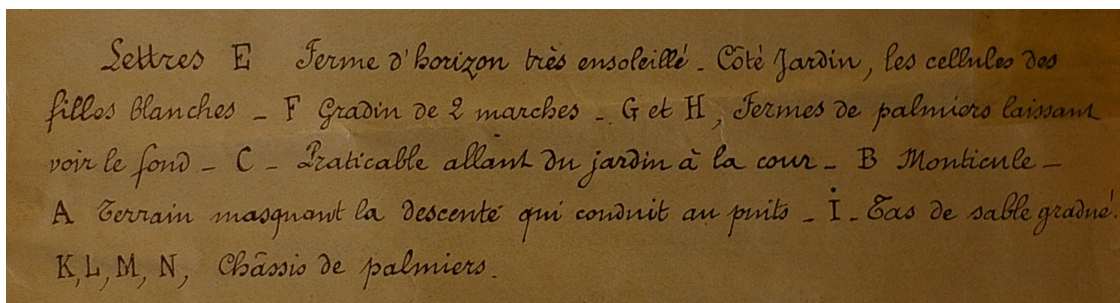 Lettres E Ferme d'horizon très ensoleillé - Côté Jardin, les cellules des
filles blanches - F Gradin de 2 marches - G et H, Fermes de palmiers laissant
voir le fond - C - Praticable allant du jardin à la cour - B Monticule -
A Terrain masquant la descente qui conduit au puits - I - Tas de sable gradué.
K, L, M, N, Châssis de palmiers.